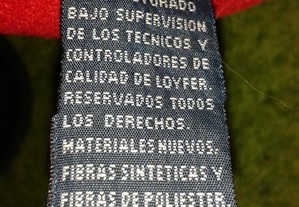 BAJO SUPERVISION
DE LOS TECNICOS Y
CONTROLADORES DE
CALIDAD DE LOYFER.
RESERVADOS TODOS
LOS DERECHOS.
MATERIALES NUEVOS.
FIBRAS SINTETICAS Y
FIBRAS DE POLIESTER